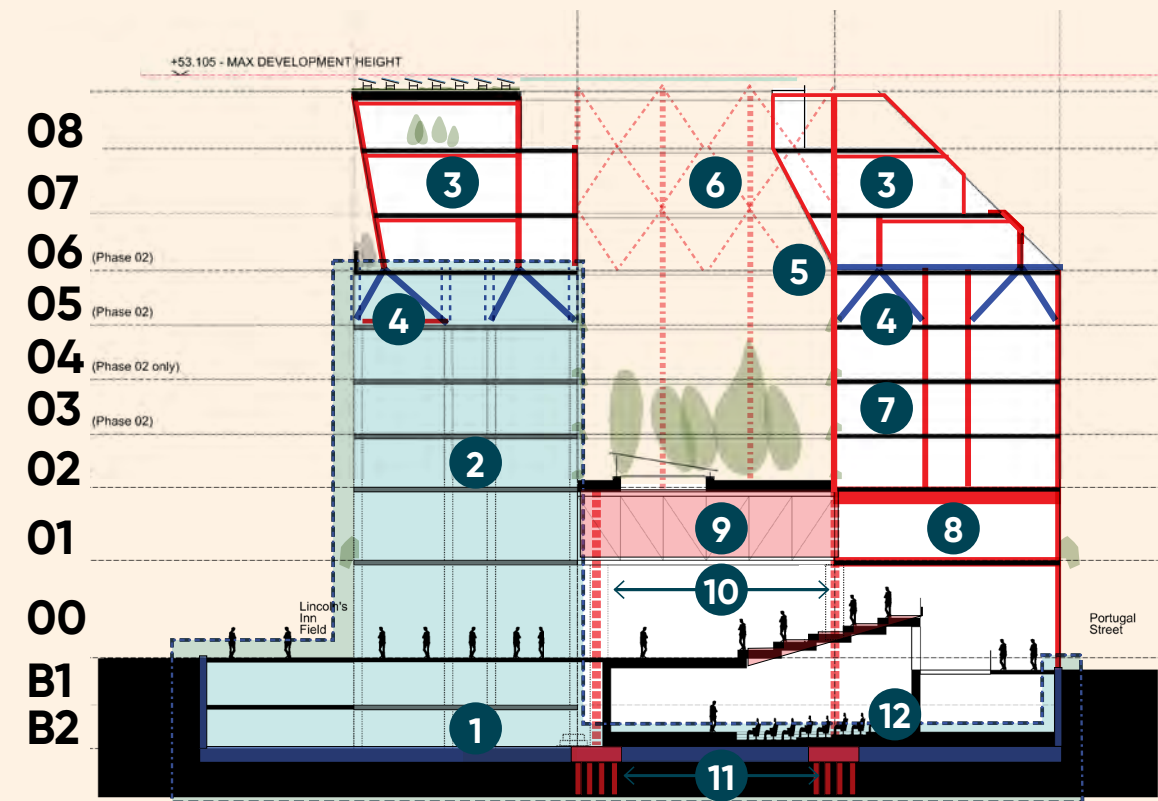 +53.105 - MAX DEVELOPMENT HEIGHT
08
07
3
6
3
06 (Phase 02)
5
05 (Phase 02)
4
4
04 (Phase 02 only)
03 (Phase 02)
7
02
2
01
9
8
10
00
Lincoln's
Inn
Field
Portugal
Street
B1
B2
1
12
11